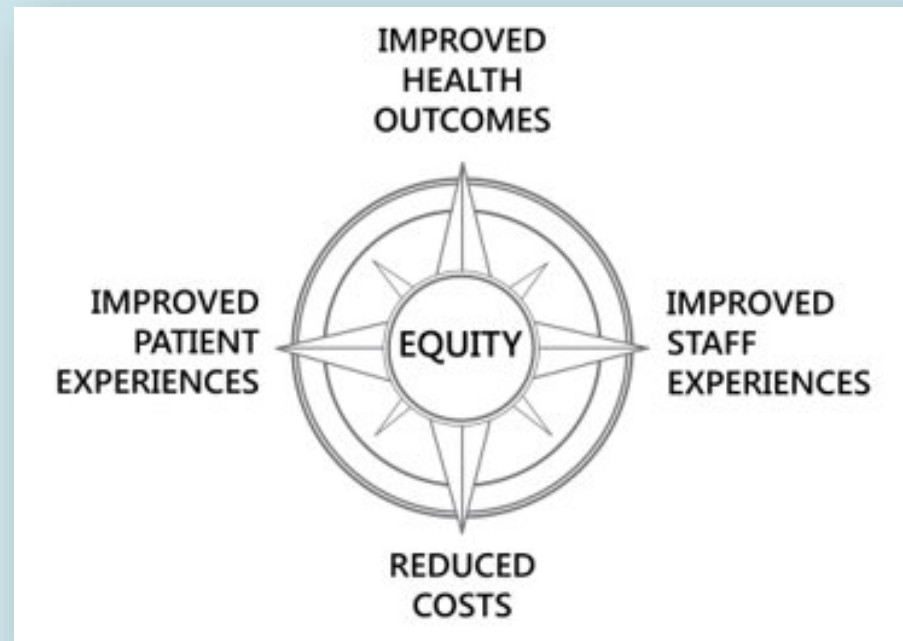 IMPROVED
HEALTH
OUTCOMES
IMPROVED
PATIENT
EXPERIENCES
EQUITY
IMPROVED
STAFF
EXPERIENCES
REDUCED
COSTS